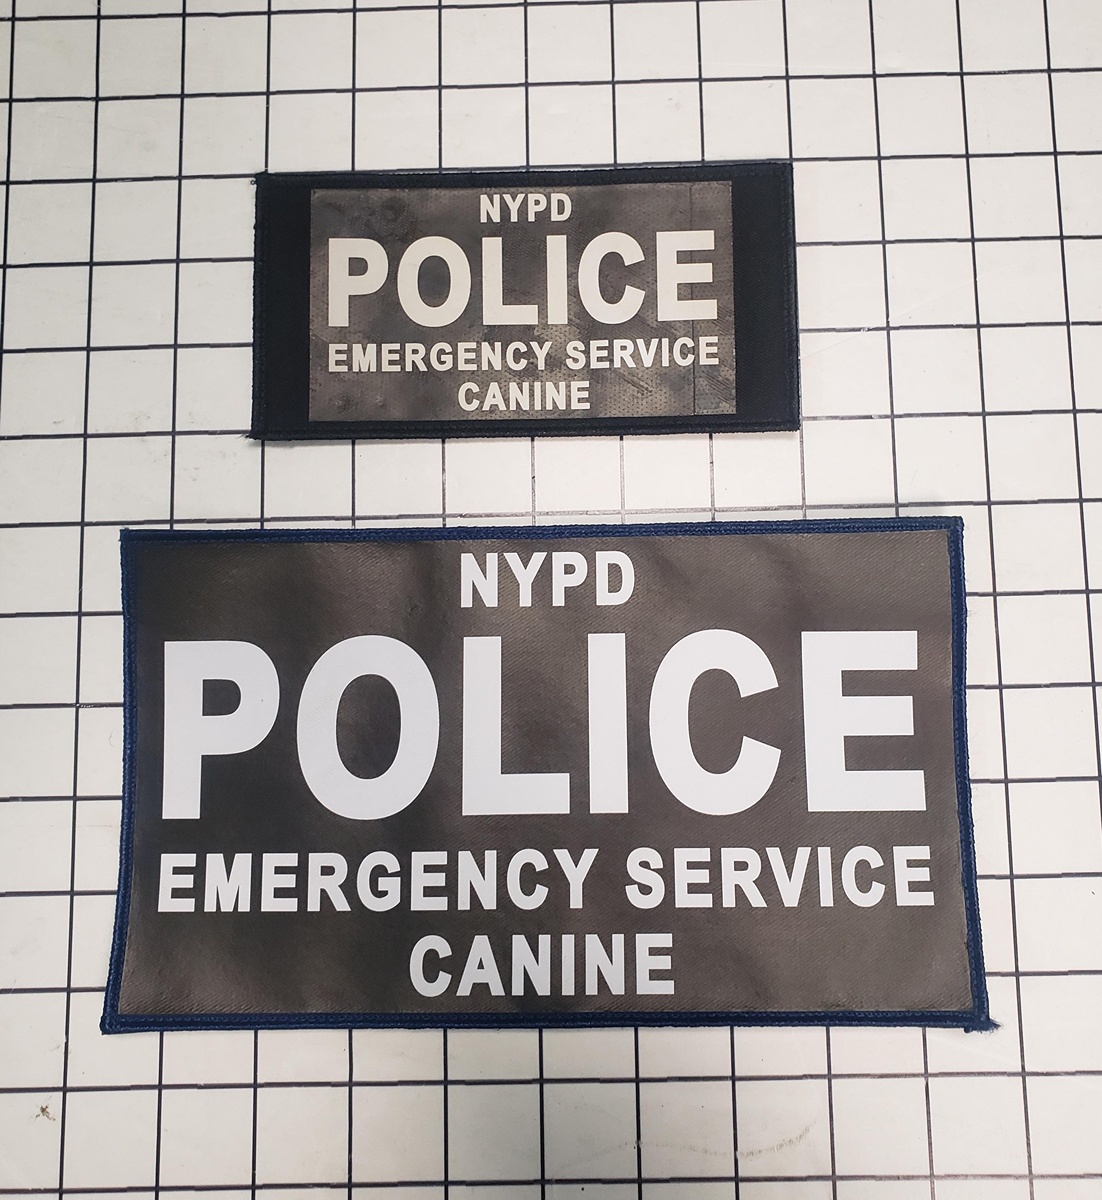 NYPD
POLICE
EMERGENCY SERVICE
CANINE
NYPD
POLICE
EMERGENCY SERVICE
CANINE